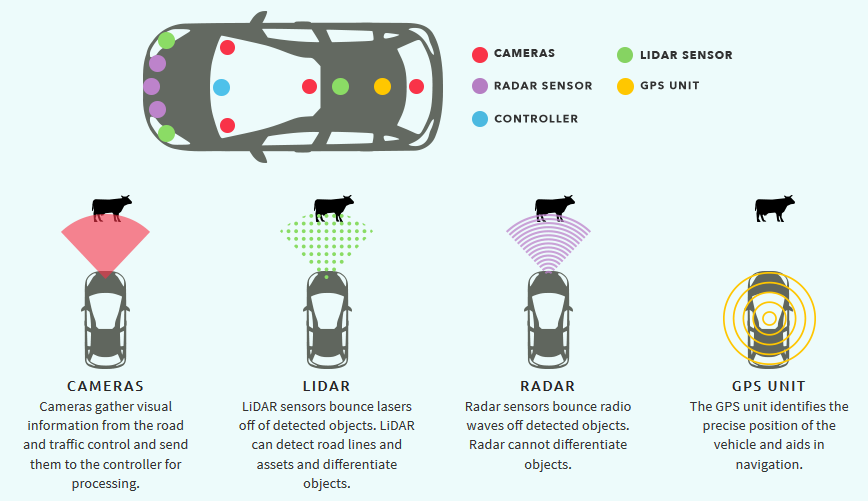 CAMERAS
LIDAR SENSOR
RADAR SENSOR
GPS UNIT
CONTROLLER
CAMERAS
Cameras gather visual
information from the road
and traffic control and send
them to the controller for
processing.
LIDAR
LiDAR sensors bounce lasers
off of detected objects. LiDAR
can detect road lines and
assets and differentiate
objects.
RADAR
Radar sensors bounce radio
waves off detected objects.
Radar cannot differentiate
objects.
GPS UNIT
The GPS unit identifies the
precise position of the
vehicle and aids in
navigation.